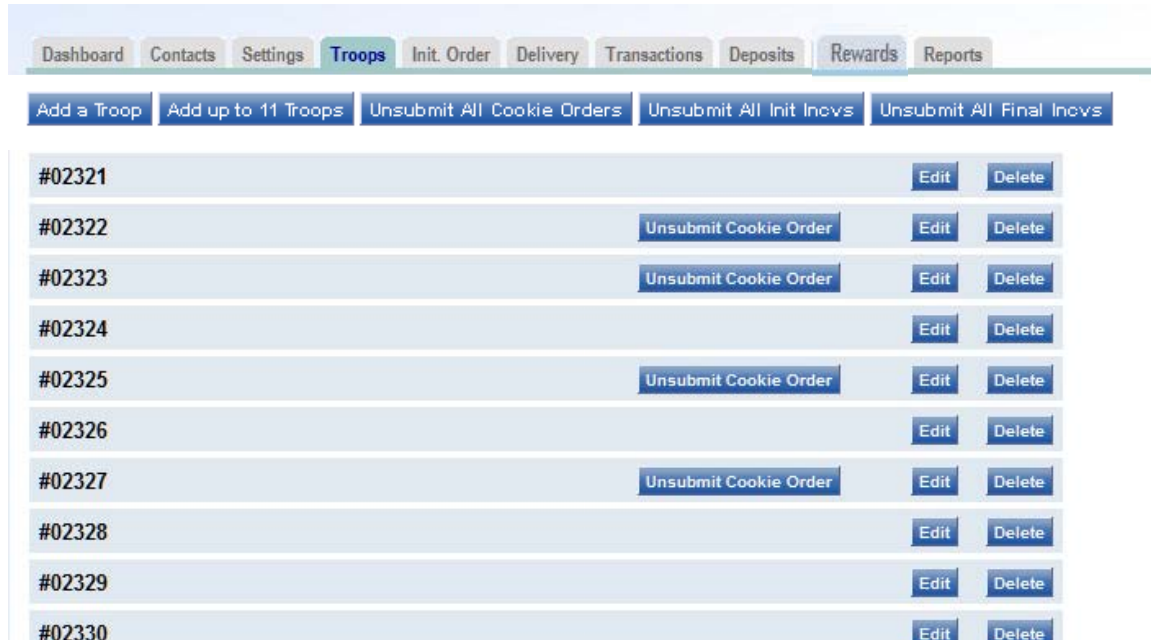 Dashboard Contacts Settings Troops Init. Order Delivery Transactions Deposits Rewards Reports
Add a Troop Add up to 11 Troops Unsubmit All Cookie Orders Unsubmit All Init Incvs Unsubmit All Final Incvs
#02321 Edit Delete
#02322 Unsubmit Cookie Order Edit Delete
#02323 Unsubmit Cookie Order Edit Delete
#02324 Edit Delete
#02325 Unsubmit Cookie Order Edit Delete
#02326 Edit Delete
#02327 Unsubmit Cookie Order Edit Delete
#02328 Edit Delete
#02329 Edit Delete
#02330 Edit Delete